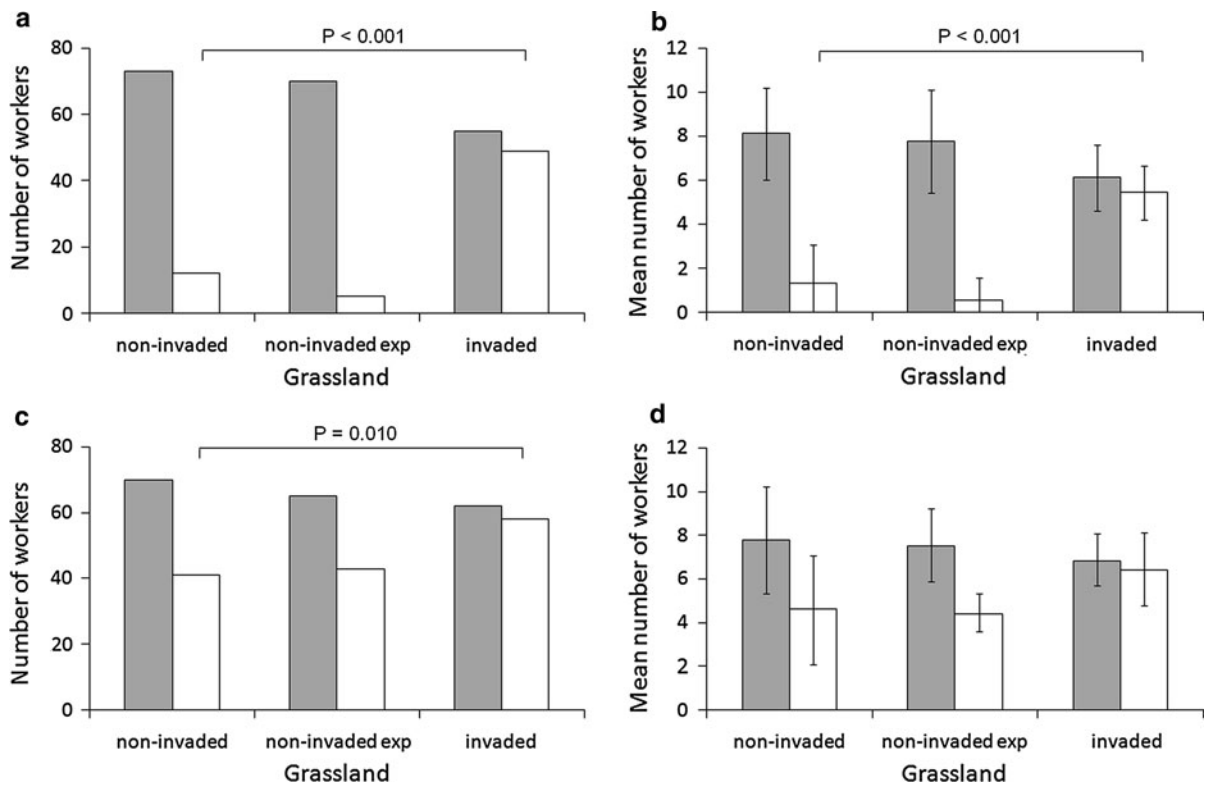 a
P < 0.001
Number of workers
80
60
40
20
0
non-invaded
non-invaded exp
invaded
Grassland
b
P < 0.001
Mean number of workers
12
10
8
6
4
2
0
non-invaded
non-invaded exp
invaded
Grassland
c
P = 0.010
Number of workers
80
60
40
20
0
non-invaded
non-invaded exp
invaded
Grassland
d
Mean number of workers
12
10
8
6
4
2
0
non-invaded
non-invaded exp
invaded
Grassland